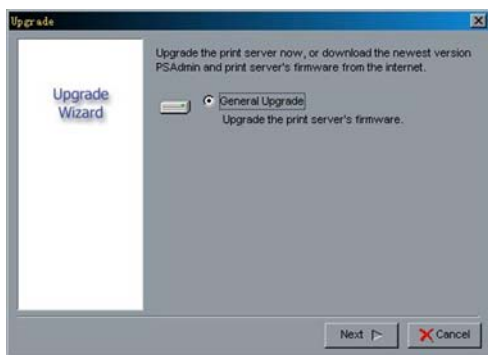 Upgrade
Upgrade the print server now, or download the newest version
PSAdmin and print server's firmware from the internet.
Upgrade
Wizard
General Upgrade
Upgrade the print server's firmware.
Next
Cancel